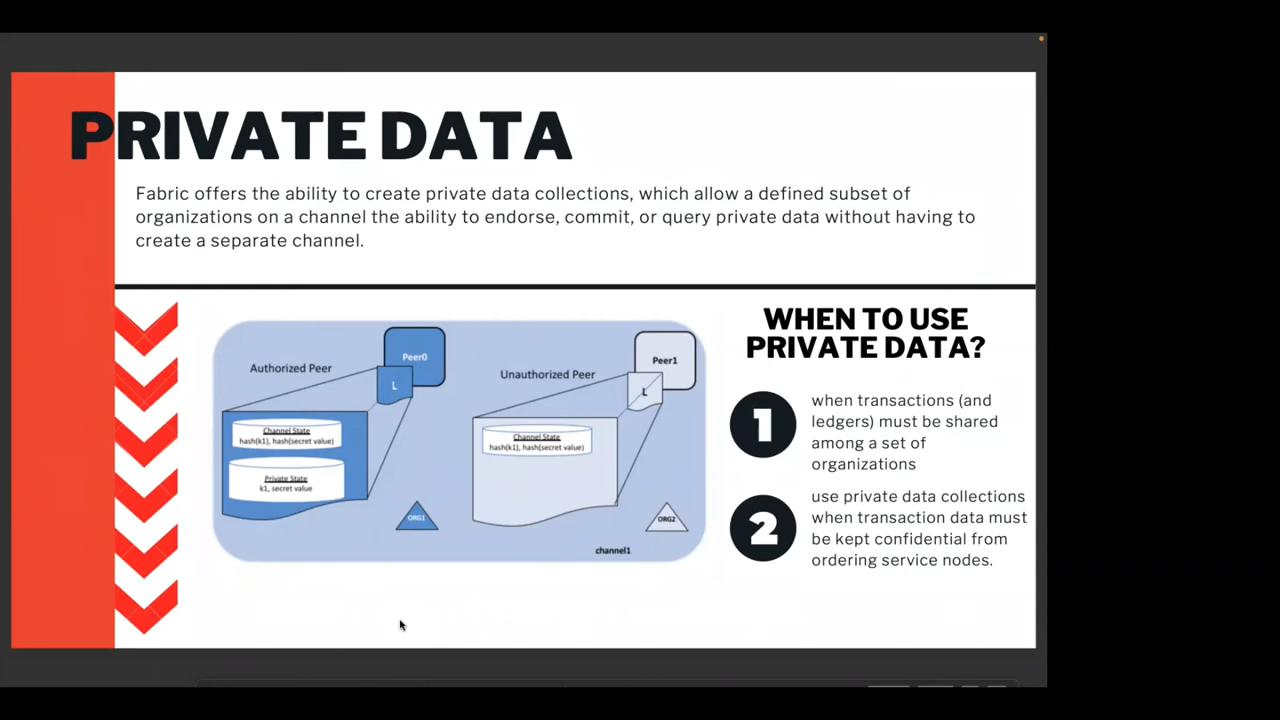 PRIVATE DATA
Fabric offers the ability to create private data collections, which allow a defined subset of
organizations on a channel the ability to endorse, commit, or query private data without having to
create a separate channel.
Authorized Peer
Peer0
L
Channel State
hash(k1), hash(secret value)
Private State
k1, secret value
ORG1
Unauthorized Peer
Peer1
L
Channel State
hash(k1), hash(secret value)
ORG2
channel1
WHEN TO USE
PRIVATE DATA?
1
when transactions (and
ledgers) must be shared
among a set of
organizations
2
use private data collections
when transaction data must
be kept confidential from
ordering service nodes.